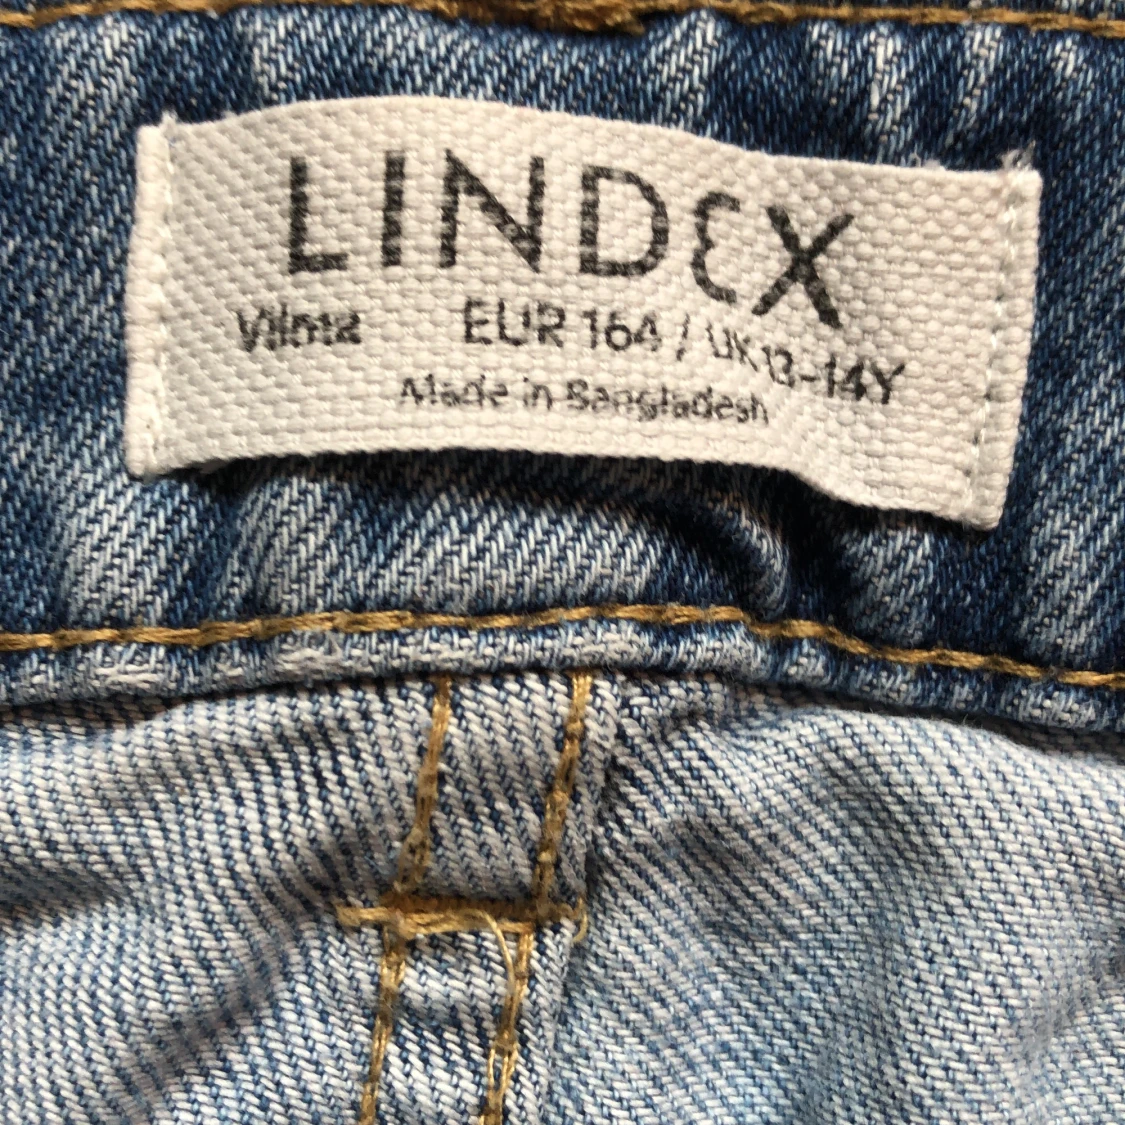 LINDEX
Vilma EUR 164 / UK 13-14Y
Made in Bangladesh